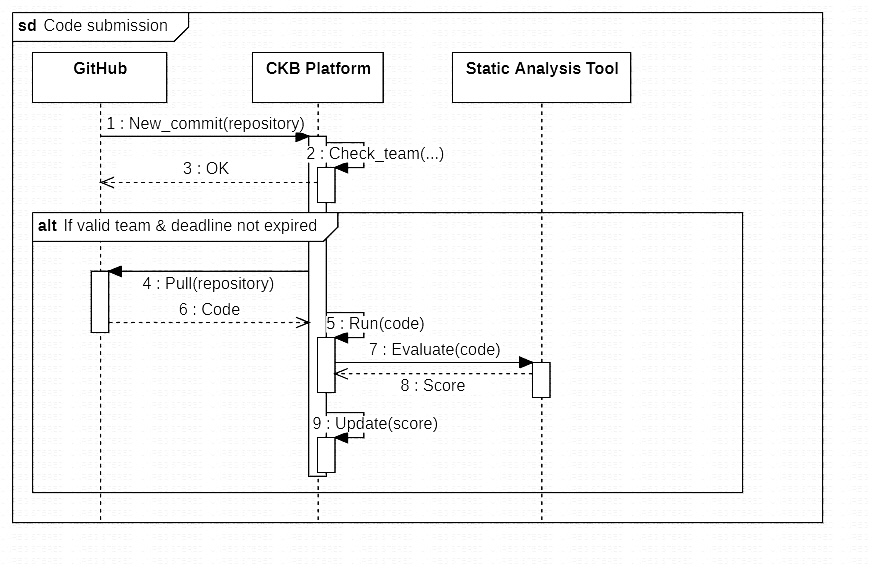 sd Code submission
GitHub
CKB Platform
Static Analysis Tool
1 : New_commit(repository)
2 : Check_team(...)
3 : OK
alt If valid team & deadline not expired
4 : Pull(repository)
6 : Code
5 : Run(code)
7 : Evaluate(code)
8 : Score
9 : Update(score)